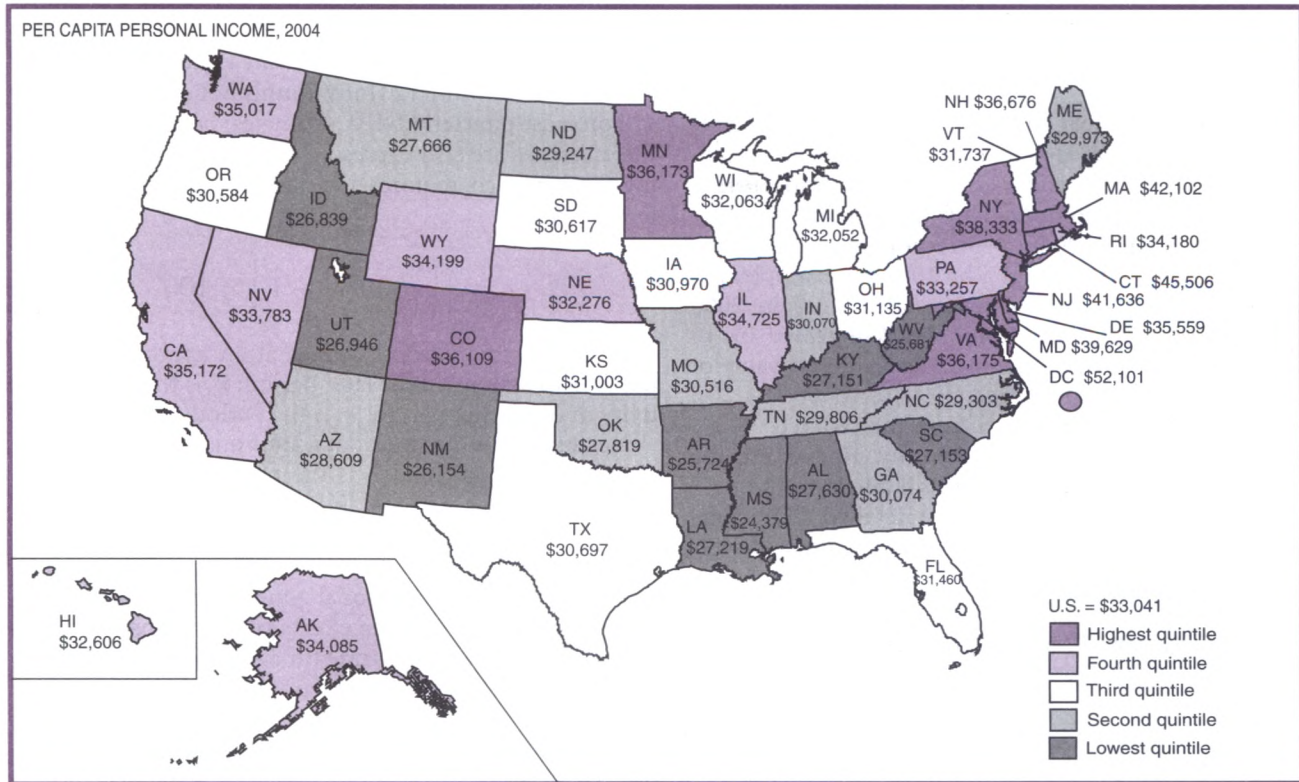 PER CAPITA PERSONAL INCOME, 2004
WA
$35,017
MT
$27,666
ND
$29,247
MN
$36,173
NH $36,676
VT
$31,737
ME
$29,973
OR
$30,584
ID
$26,839
WY
$34,199
SD
$30,617
WI
$32,063
MI
$32,052
NY
$38,333
MA $42,102
RI $34,180
CT $45,506
NJ $41,636
DE $35,559
MD $39,629
DC $52,101
CA
$35,172
NV
$33,783
UT
$26,946
CO
$36,109
NE
$32,276
IA
$30,970
IL
$34,725
IN
$30,070
OH
$31,135
PA
$33,257
WV
$25,681
VA
$36,175
KS
$31,003
MO
$30,516
KY
$27,151
TN $29,806
NC $29,303
AZ
$28,609
NM
$26,154
OK
$27,819
AR
$25,724
SC
$27,153
MS
$24,379
AL
$27,630
GA
$30,074
TX
$30,697
LA
$27,219
FL
$31,460
HI
$32,606
AK
$34,085
U.S. = $33,041
Highest quintile
Fourth quintile
Third quintile
Second quintile
Lowest quintile